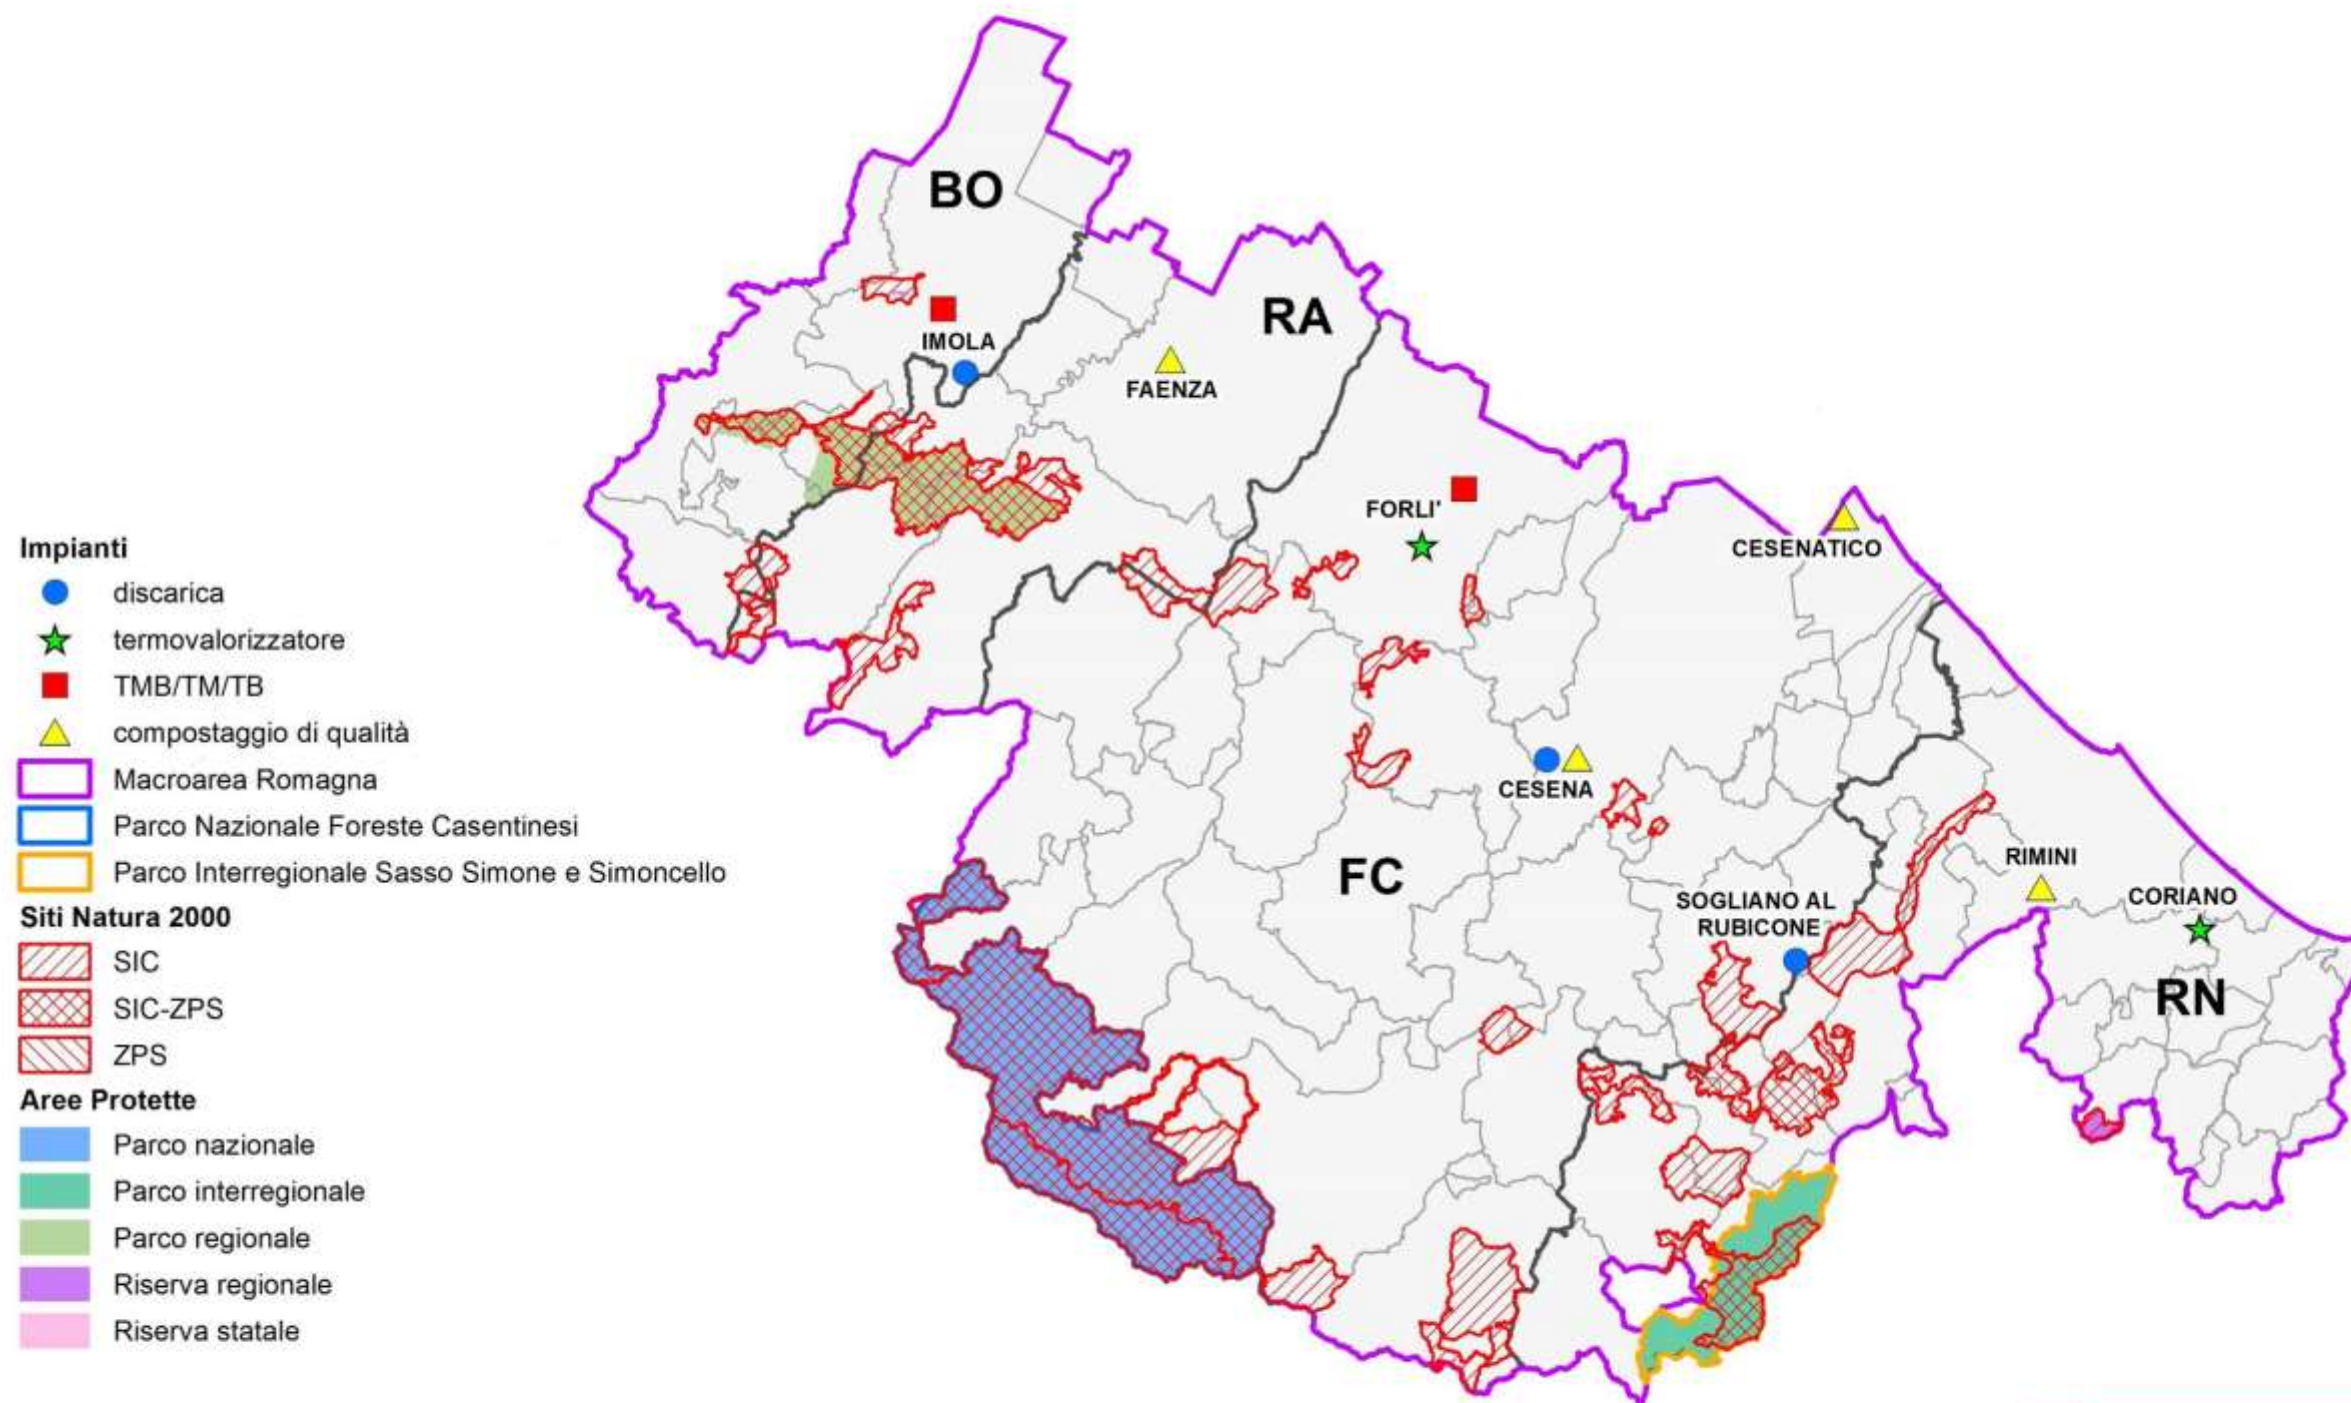 BO
RA
IMOLA
FAENZA
FORLI'
CESENATICO
CESENA
FC
RIMINI
SOGLIANO AL
RUBICONE
CORIANO
RN
Impianti
discarica
termovalorizzatore
TMB/TM/TB
compostaggio di qualità
Macroarea Romagna
Parco Nazionale Foreste Casentinesi
Parco Interregionale Sasso Simone e Simoncello
Siti Natura 2000
SIC
SIC-ZPS
ZPS
Aree Protette
Parco nazionale
Parco interregionale
Parco regionale
Riserva regionale
Riserva statale